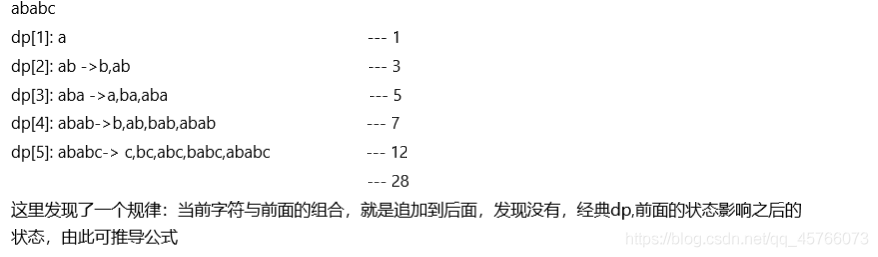 ababc
dp[1]: a --- 1
dp[2]: ab ->b,ab --- 3
dp[3]: aba ->a,ba,aba --- 5
dp[4]: abab->b,ab,bab,abab --- 7
dp[5]: ababc-> c,bc,abc,babc,ababc --- 12
--- 28
这里发现了一个规律：当前字符与前面的组合，就是追加到后面，发现没有，经典dp,前面的状态影响之后的
状态，由此可推导公式
https://blog.csdn.net/qq_45766073